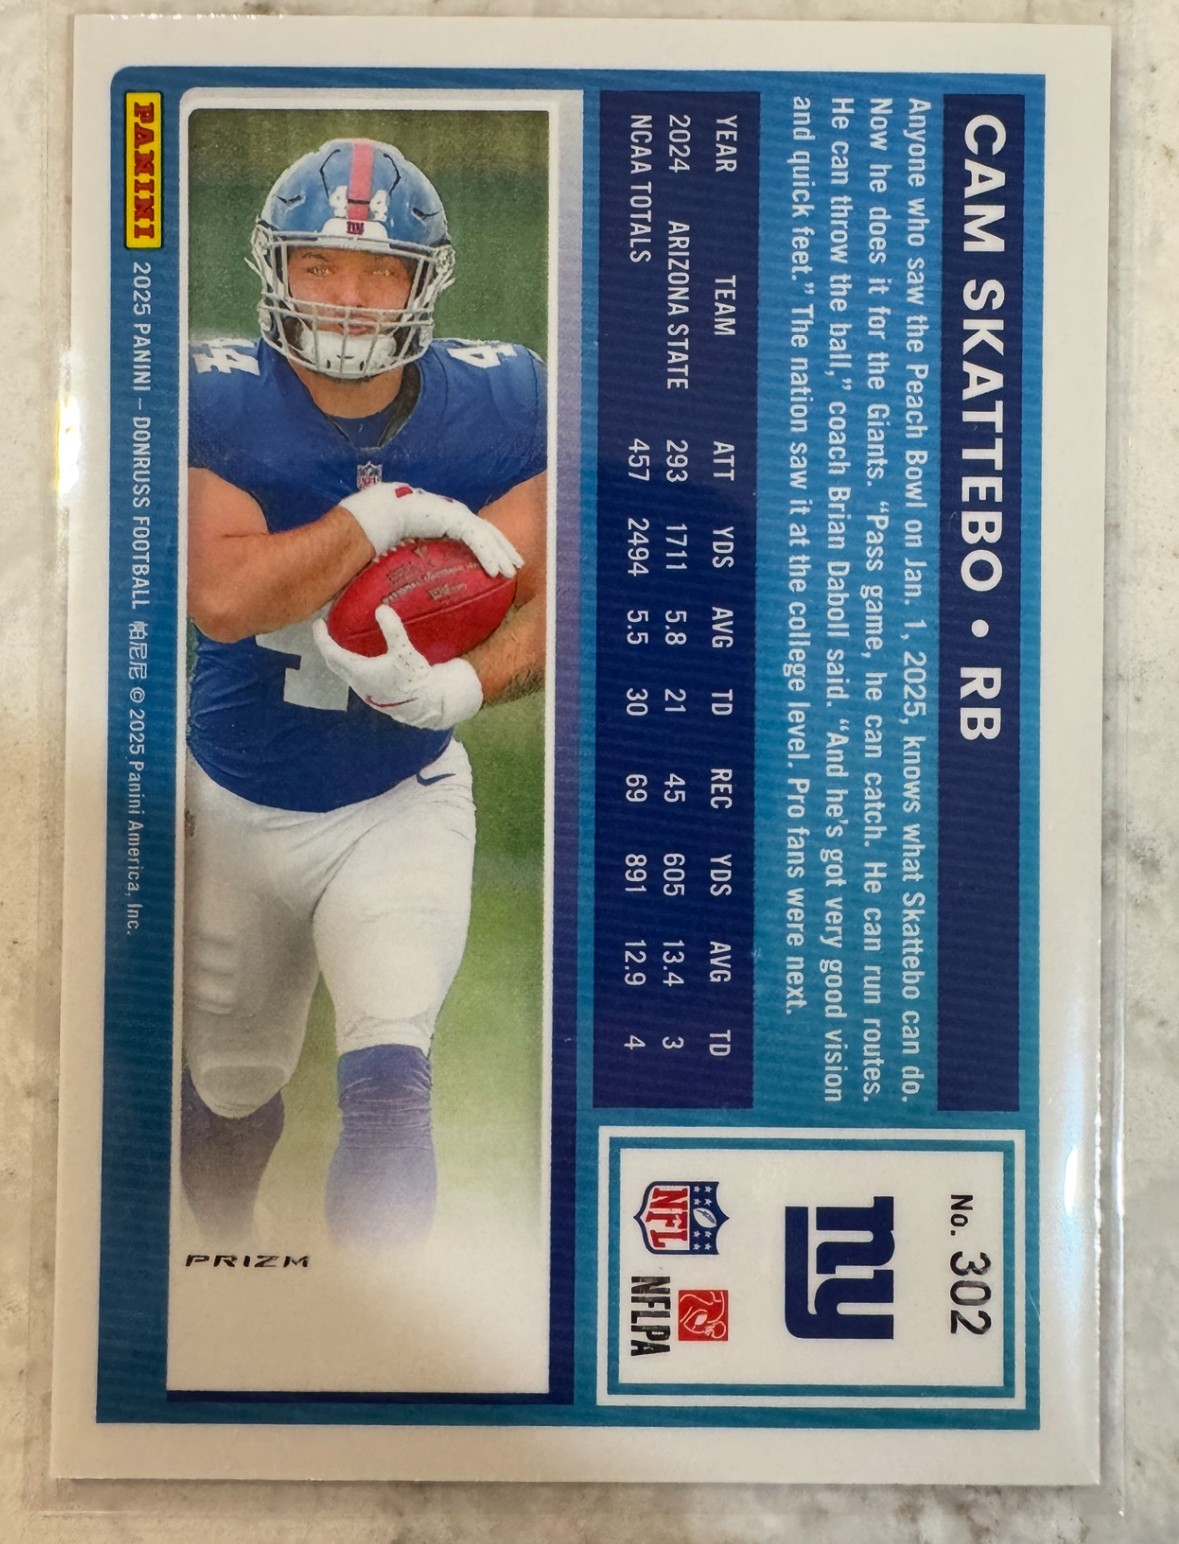 CAM SKATTEBO • RB
Anyone who saw the Peach Bowl on Jan. 1, 2025, knows what Skattebo can do.
Now he does it for the Giants. “Pass game, he can catch. He can run routes.
He can throw the ball,” coach Brian Daboll said. “And he’s got very good vision
and quick feet.” The nation saw it at the college level. Pro fans were next.
No. 302
ny
NFL
NFLPA
YEAR TEAM ATT YDS AVG TD REC YDS AVG TD
2024 ARIZONA STATE 293 1711 5.8 21 45 605 13.4 3
NCAA TOTALS 457 2494 5.5 30 69 891 12.9 4
44
ny
4
4
PRIZM
PANINI
2025 PANINI – DONRUSS FOOTBALL 帕尼尼 © 2025 Panini America, Inc.